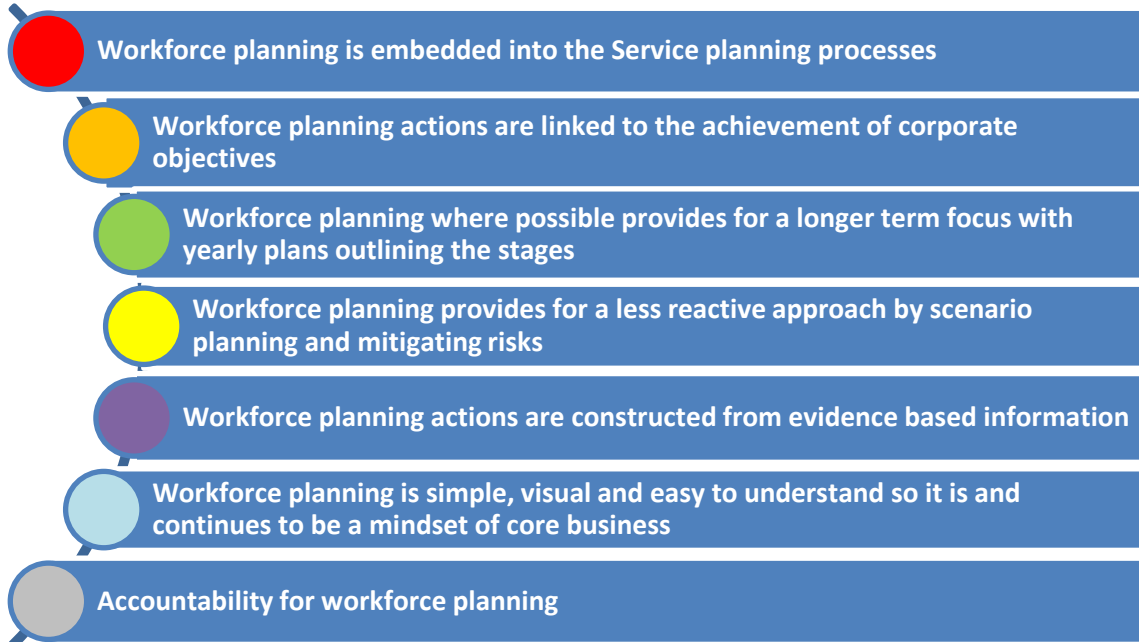 Workforce planning is embedded into the Service planning processes
Workforce planning actions are linked to the achievement of corporate
objectives
Workforce planning where possible provides for a longer term focus with
yearly plans outlining the stages
Workforce planning provides for a less reactive approach by scenario
planning and mitigating risks
Workforce planning actions are constructed from evidence based information
Workforce planning is simple, visual and easy to understand so it is and
continues to be a mindset of core business
Accountability for workforce planning